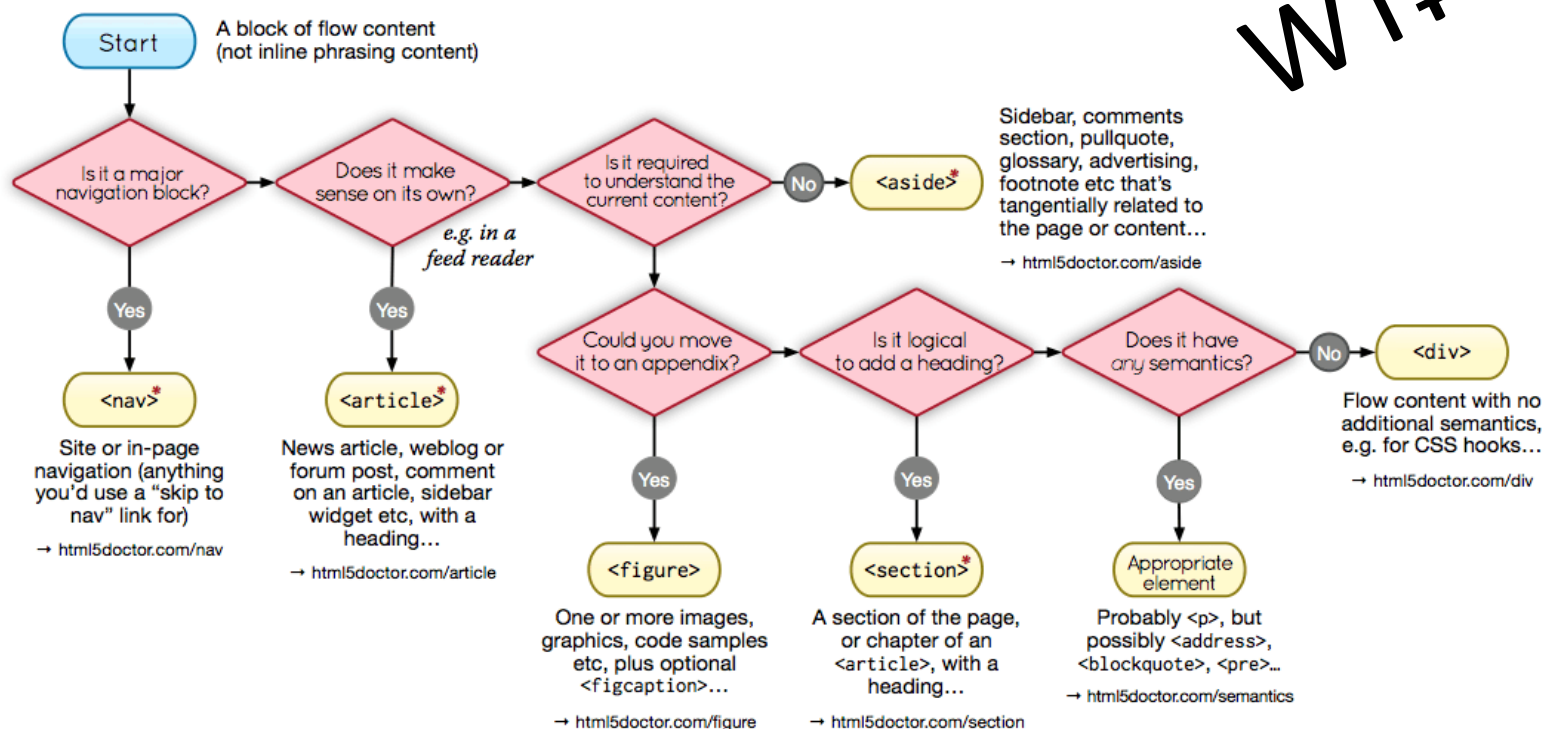 Start
A block of flow content
(not inline phrasing content)
Is it a major
navigation block?
Does it make
sense on its own?
e.g. in a
feed reader
Is it required
to understand the
current content?
No
<aside>*
Sidebar, comments
section, pullquote,
glossary, advertising,
footnote etc that’s
tangentially related to
the page or content…
→ html5doctor.com/aside
Yes
<nav>*
Site or in-page
navigation (anything
you’d use a “skip to
nav” link for)
→ html5doctor.com/nav
Yes
<article>*
News article, weblog or
forum post, comment
on an article, sidebar
widget etc, with a
heading…
→ html5doctor.com/article
Could you move
it to an appendix?
Is it logical
to add a heading?
Does it have
any semantics?
No
<div>
Flow content with no
additional semantics,
e.g. for CSS hooks…
→ html5doctor.com/div
Yes
<figure>
One or more images,
graphics, code samples
etc, plus optional
<figcaption>…
→ html5doctor.com/figure
Yes
<section>*
A section of the page,
or chapter of an
<article>, with a
heading…
→ html5doctor.com/section
Yes
Appropriate
element
Probably <p>, but
possibly <address>,
<blockquote>, <pre>…
→ html5doctor.com/semantics